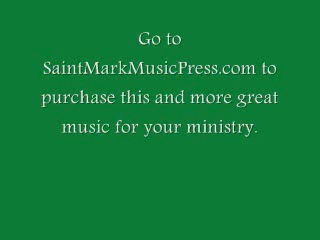 Go to
SaintMarkMusicPress.com to
purchase this and more great
music for your ministry.